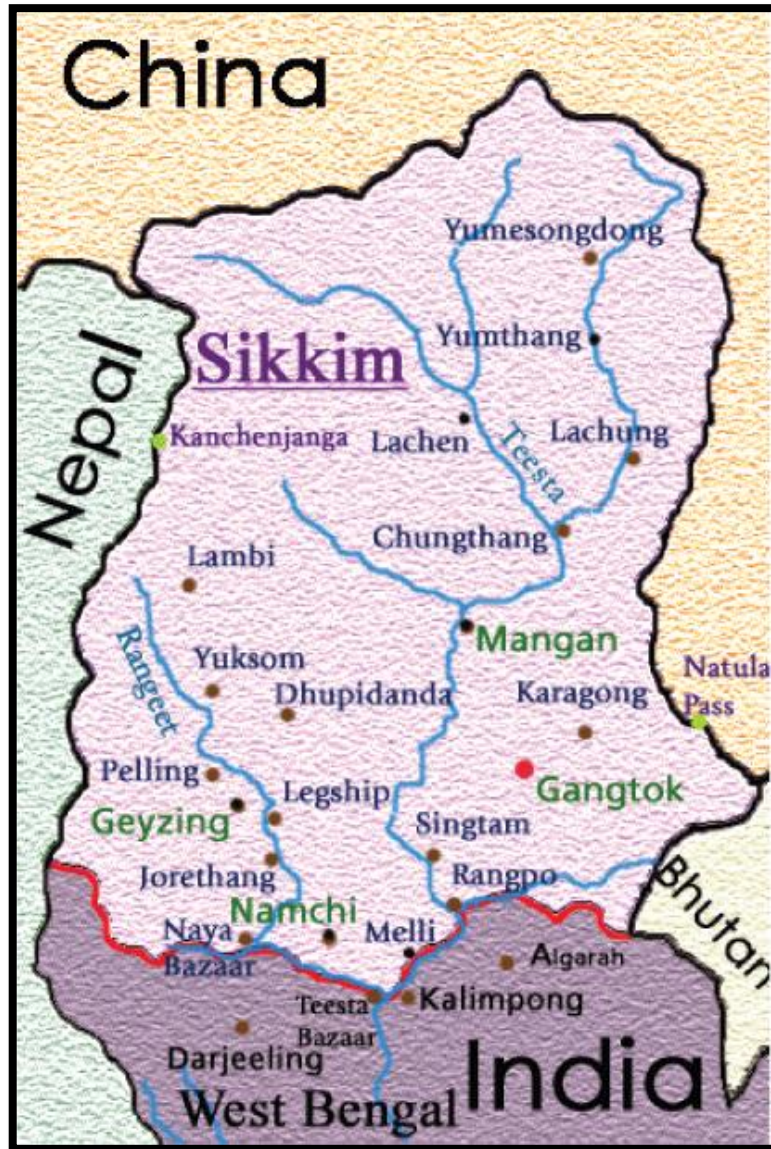 China
Yumesongdong
Nepal
Sikkim
Yumthang
Kanchenjanga
Lachen
Teesta
Lachung
Chungthang
Lambi
Rangeet
Mangan
Yuksom
Dhupidanda
Karagong
Natula
Pass
Pelling
Legship
Gangtok
Geyzing
Singtam
Jorethang
Rangpo
Bhutan
Namchi
Naya
Bazaar
Melli
Algarah
Teesta
Bazaar
Kalimpong
Darjeeling
India
West Bengal